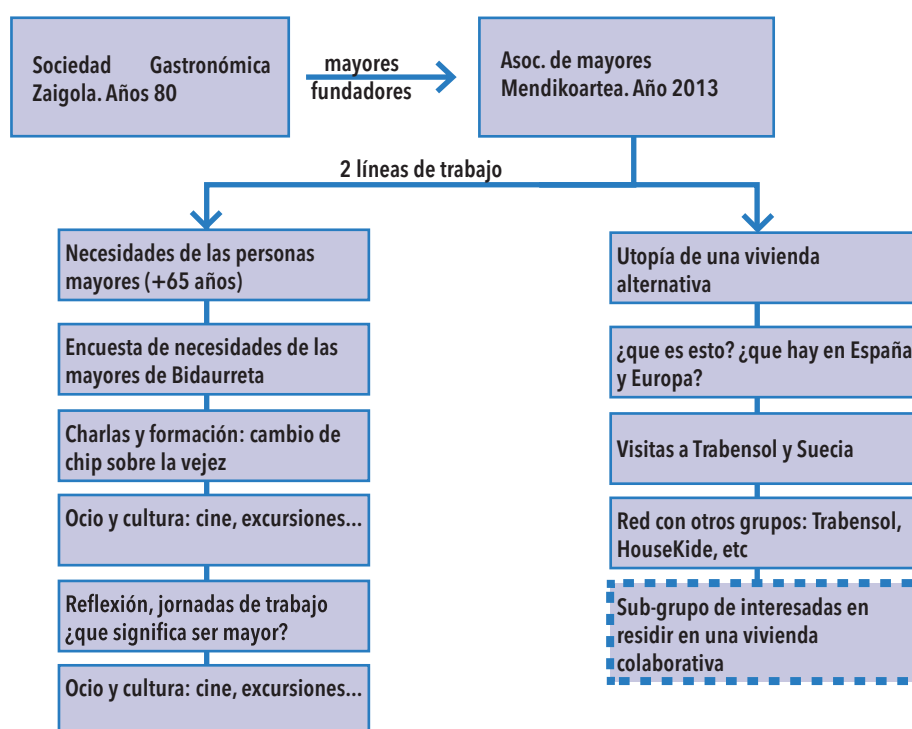 Sociedad Gastronómica
Zaigola. Años 80
mayores
fundadores
Asoc. de mayores
Mendikoartea. Año 2013
2 líneas de trabajo
Necesidades de las personas
mayores (+65 años)
Encuesta de necesidades de las
mayores de Bidaurreta
Charlas y formación: cambio de
chip sobre la vejez
Ocio y cultura: cine, excursiones...
Reflexión, jornadas de trabajo
¿que significa ser mayor?
Ocio y cultura: cine, excursiones...
Utopía de una vivienda
alternativa
¿que es esto? ¿que hay en España
y Europa?
Visitas a Trabensol y Suecia
Red con otros grupos: Trabensol,
HouseKide, etc
Sub-grupo de interesadas en
residir en una vivienda
colaborativa